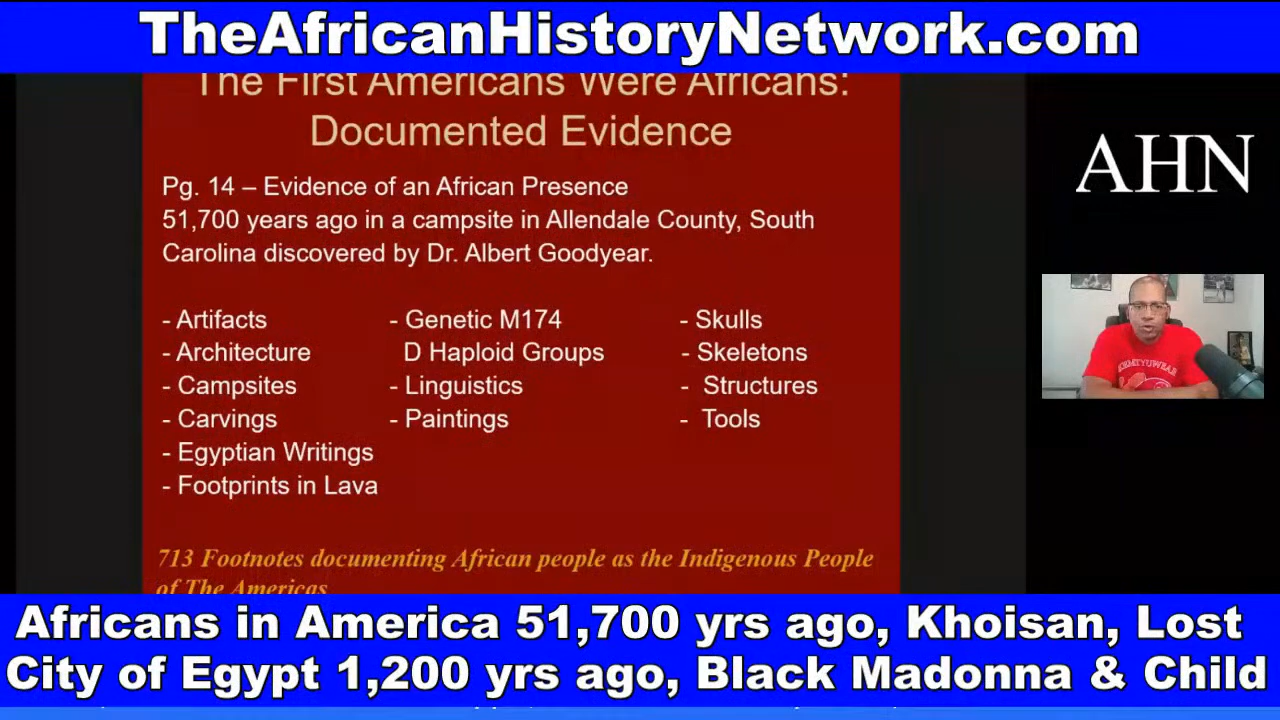 TheAfricanHistoryNetwork.com
The First Americans Were Africans:
Documented Evidence
AHN
Pg. 14 – Evidence of an African Presence
51,700 years ago in a campsite in Allendale County, South
Carolina discovered by Dr. Albert Goodyear.
- Artifacts
- Architecture
- Campsites
- Carvings
- Egyptian Writings
- Footprints in Lava
- Genetic M174
D Haploid Groups
- Linguistics
- Paintings
- Skulls
- Skeletons
- Structures
- Tools
713 Footnotes documenting African people as the Indigenous People
of The Americas
Africans in America 51,700 yrs ago, Khoisan, Lost
City of Egypt 1,200 yrs ago, Black Madonna & Child